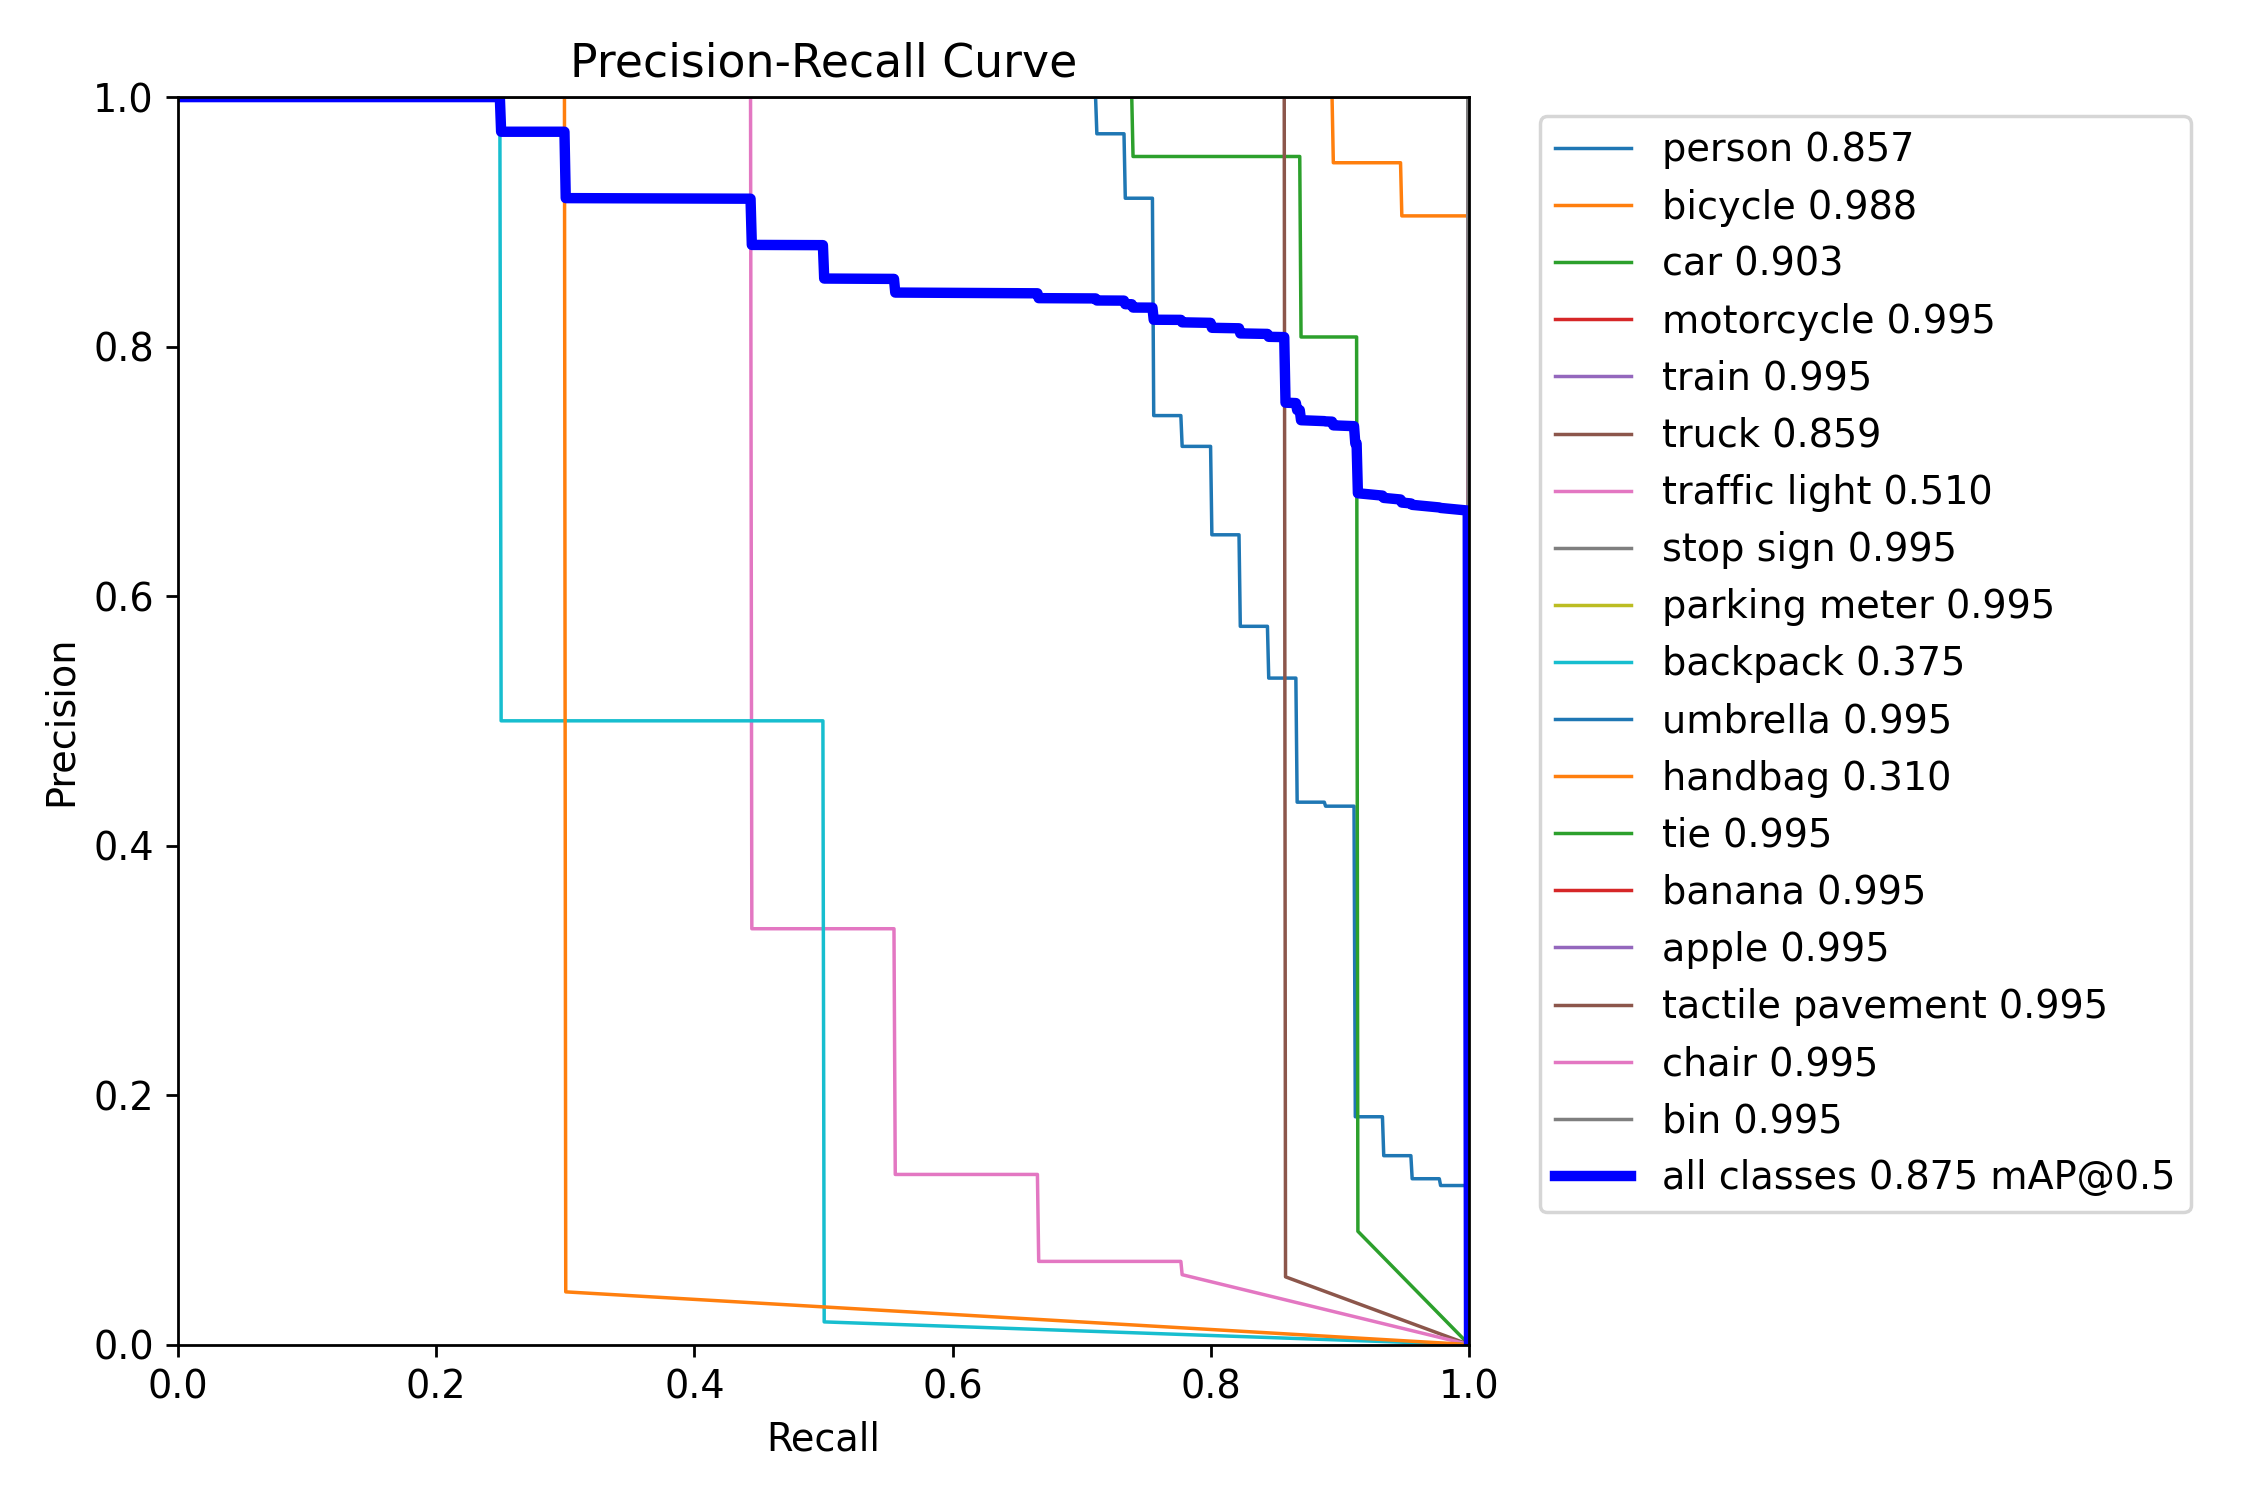 Precision-Recall Curve
1.0
0.8
0.6
0.4
0.2
0.0
Precision
0.0 0.2 0.4 0.6 0.8 1.0
Recall
person 0.857
bicycle 0.988
car 0.903
motorcycle 0.995
train 0.995
truck 0.859
traffic light 0.510
stop sign 0.995
parking meter 0.995
backpack 0.375
umbrella 0.995
handbag 0.310
tie 0.995
banana 0.995
apple 0.995
tactile pavement 0.995
chair 0.995
bin 0.995
all classes 0.875 mAP@0.5